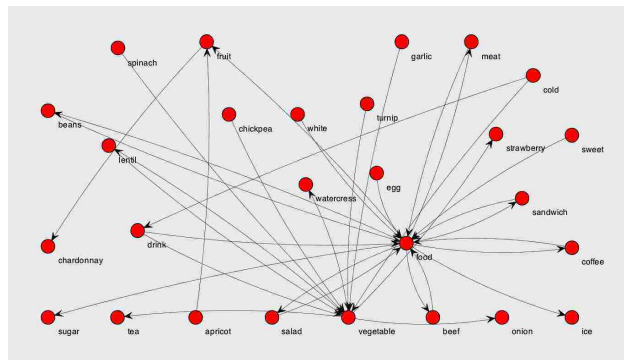 spinach
fruit
garlic
meat
cold
beans
chickpea
white
turnip
strawberry
sweet
lentil
watercress
egg
sandwich
chardonnay
drink
food
coffee
sugar
tea
apricot
salad
vegetable
beef
onion
ice